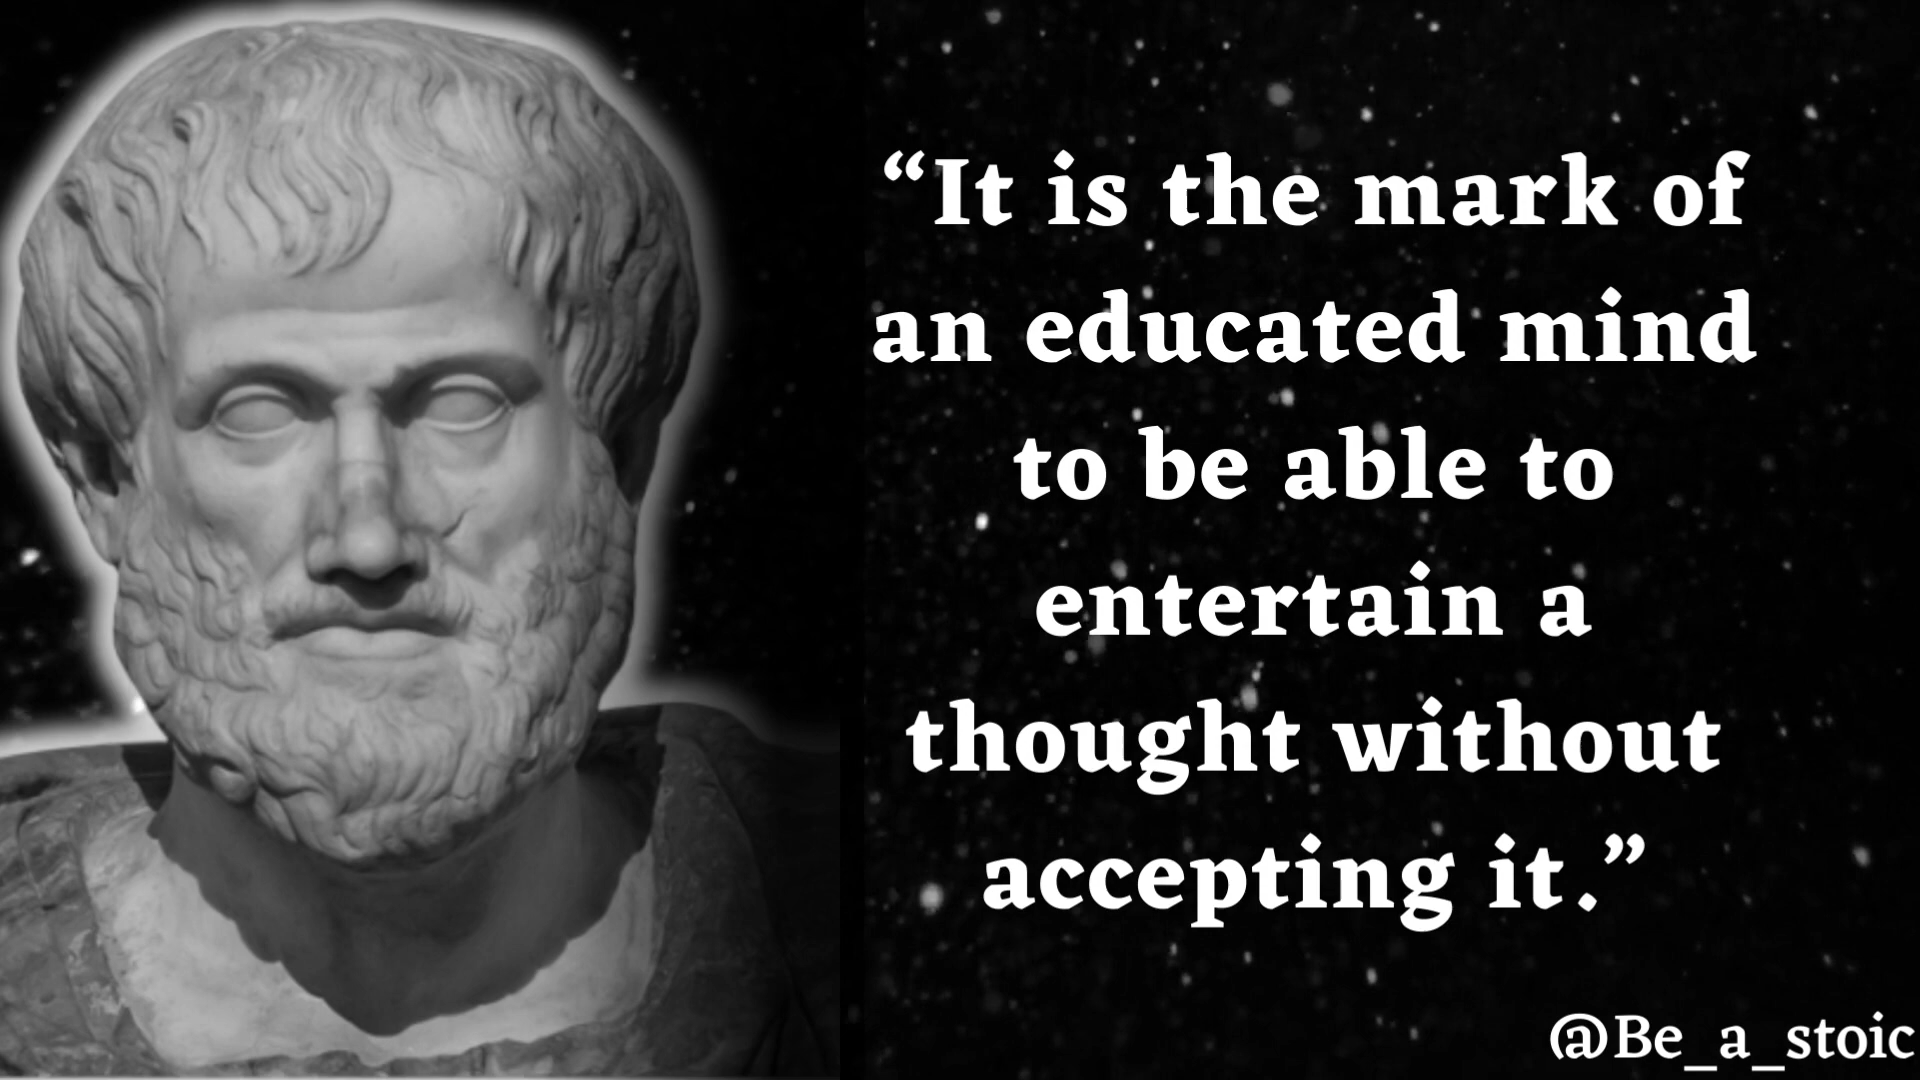 “It is the mark of
an educated mind
to be able to
entertain a
thought without
accepting it.”
@Be_a_stoic